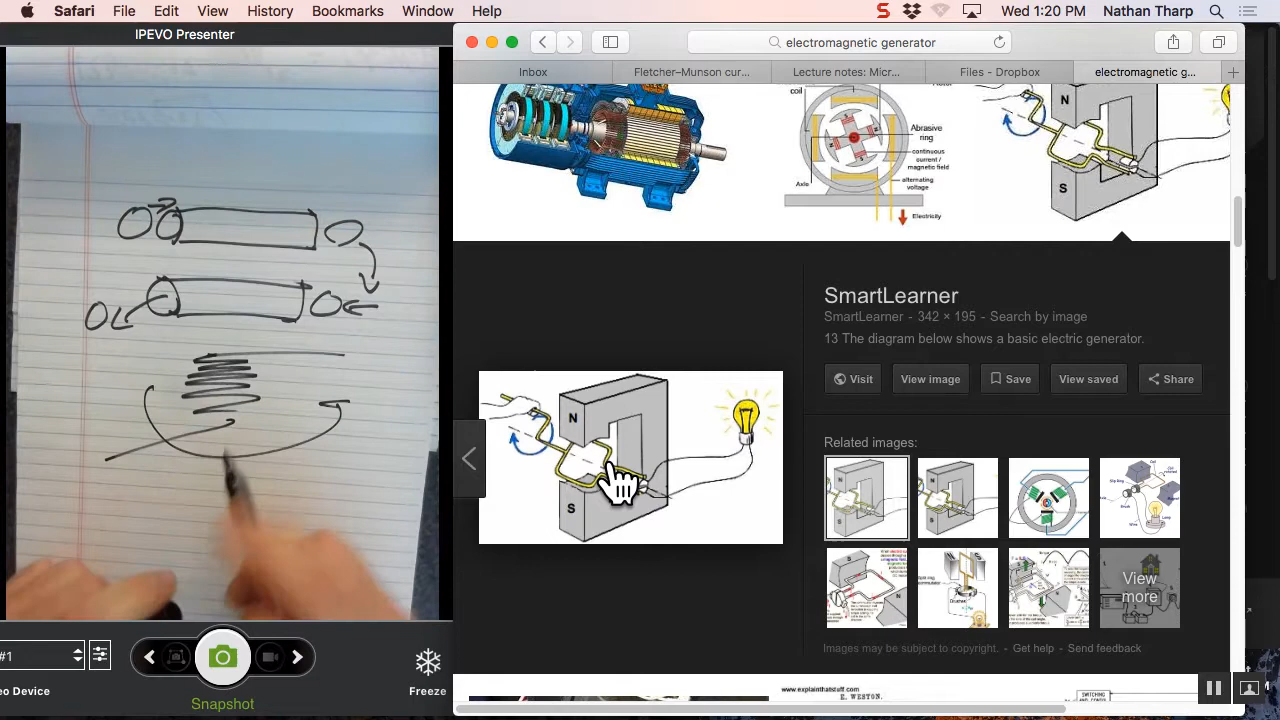 Safari File Edit View History Bookmarks Window Help
S Wed 1:20 PM Nathan Tharp
IPEVO Presenter
electromagnetic generator
Inbox
Fletcher–Munson cur...
Lecture notes: Micr...
Files - Dropbox
electromagnetic g...
coil
Abrasive ring
continuous current / magnetic field
alternating voltage
Axle
Electricity
N
S
SmartLearner
SmartLearner - 342 × 195 - Search by image
13 The diagram below shows a basic electric generator.
Visit
View image
Save
View saved
Share
N
S
Related images:
View more
Images may be subject to copyright. - Get help - Send feedback
#1
eo Device
Snapshot
Freeze
www.explainthatstuff.com
E. WESTON.
SWITCHING